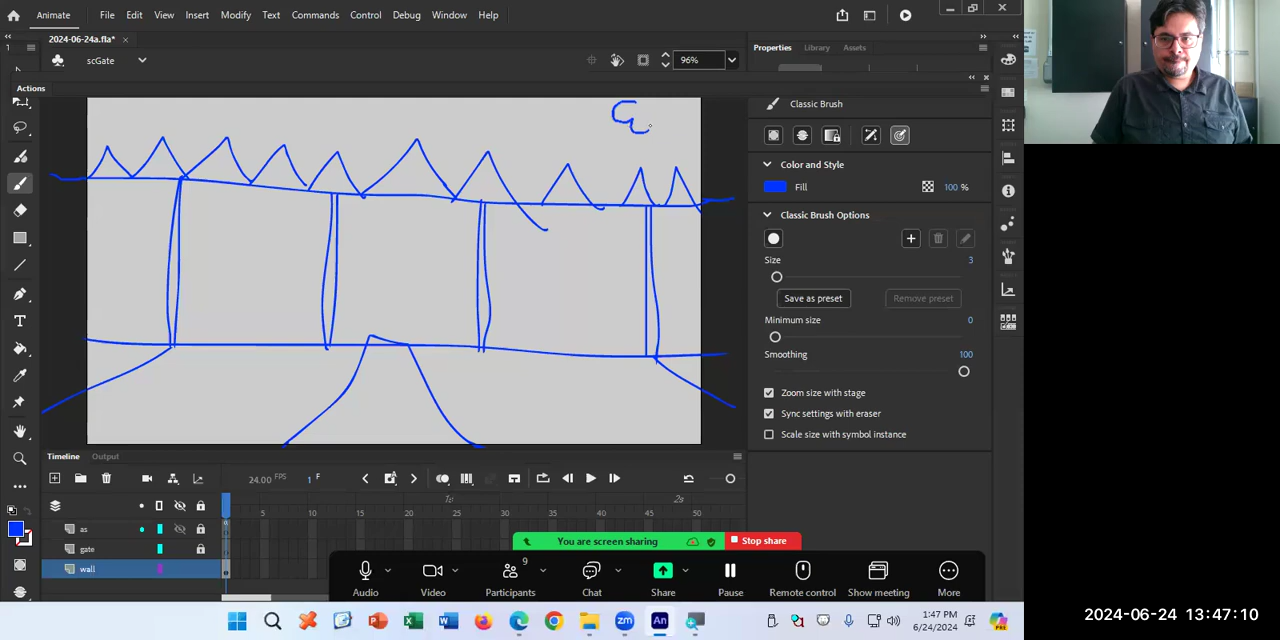 Animate
File Edit View Insert Modify Text Commands Control Debug Window Help
2024-06-24a.fla*
scGate
96%
Properties Library Assets
Actions
Classic Brush
Color and Style
Fill
100 %
Classic Brush Options
Size 3
Save as preset
Remove preset
Minimum size 0
Smoothing 100
Zoom size with stage
Sync settings with eraser
Scale size with symbol instance
Timeline Output
24.00 FPS 1 F
1s 2s
5 10 15 20 25 30 35 40 45 50
as
gate
wall
You are screen sharing
Stop share
Audio Video 9 Participants Chat Share Pause Remote control Show meeting More
1:47 PM
6/24/2024
2024-06-24 13:47:10